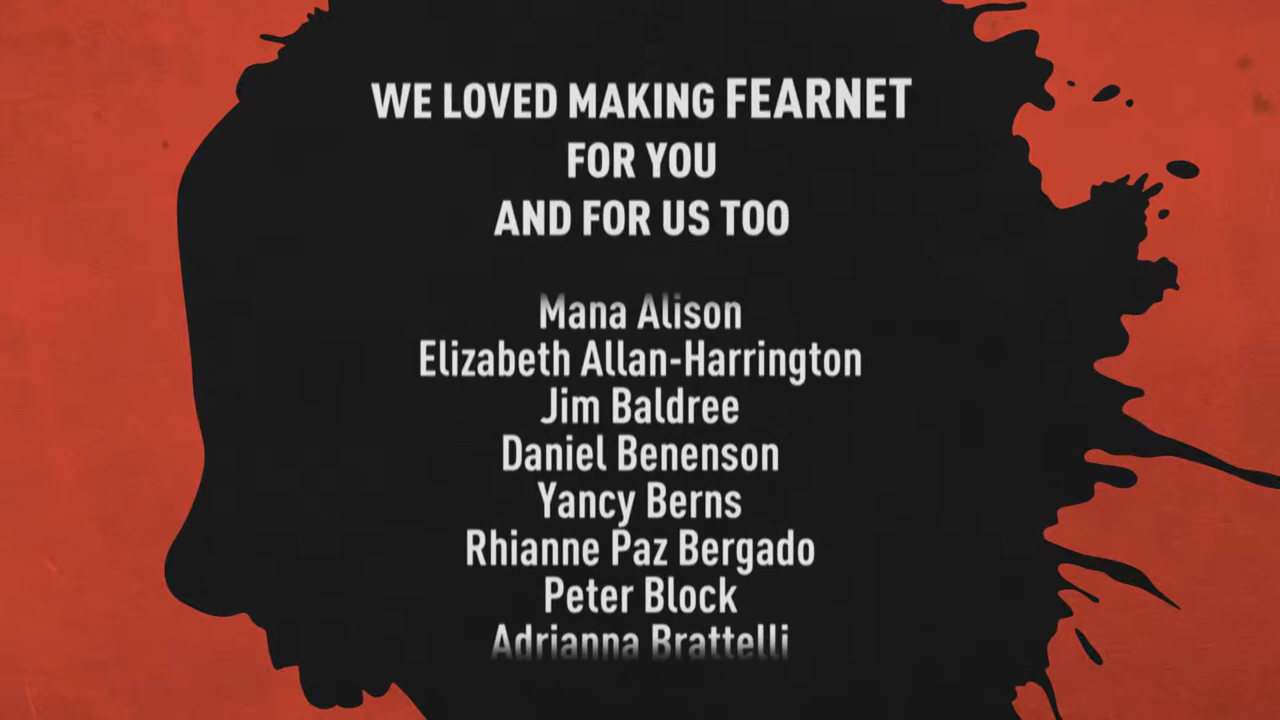 WE LOVED MAKING FEARNET
FOR YOU
AND FOR US TOO
Mana Alison
Elizabeth Allan-Harrington
Jim Baldree
Daniel Benenson
Yancy Berns
Rhianne Paz Bergado
Peter Block
Adrianna Brattelli